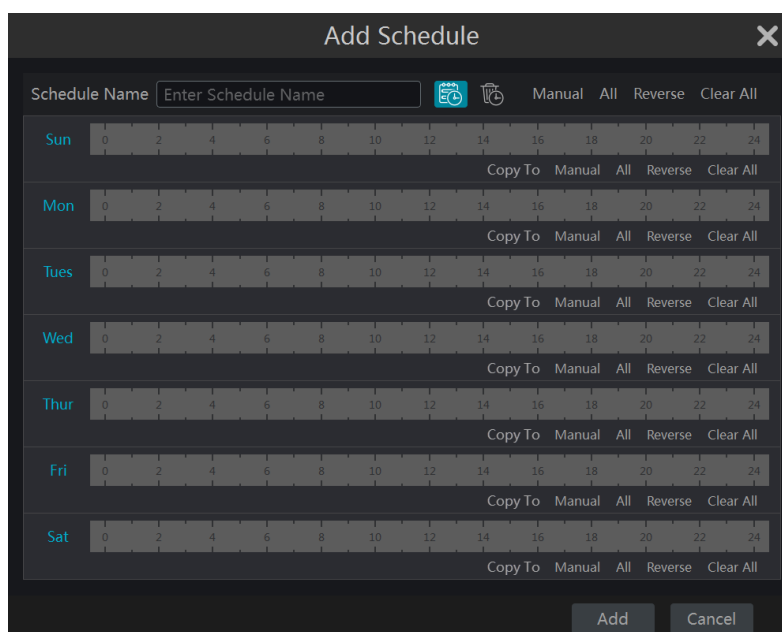 Add Schedule
Schedule Name Enter Schedule Name Manual All Reverse Clear All
Sun 0 2 4 6 8 10 12 14 16 18 20 22 24
Copy To Manual All Reverse Clear All
Mon 0 2 4 6 8 10 12 14 16 18 20 22 24
Copy To Manual All Reverse Clear All
Tues 0 2 4 6 8 10 12 14 16 18 20 22 24
Copy To Manual All Reverse Clear All
Wed 0 2 4 6 8 10 12 14 16 18 20 22 24
Copy To Manual All Reverse Clear All
Thur 0 2 4 6 8 10 12 14 16 18 20 22 24
Copy To Manual All Reverse Clear All
Fri 0 2 4 6 8 10 12 14 16 18 20 22 24
Copy To Manual All Reverse Clear All
Sat 0 2 4 6 8 10 12 14 16 18 20 22 24
Copy To Manual All Reverse Clear All
Add Cancel